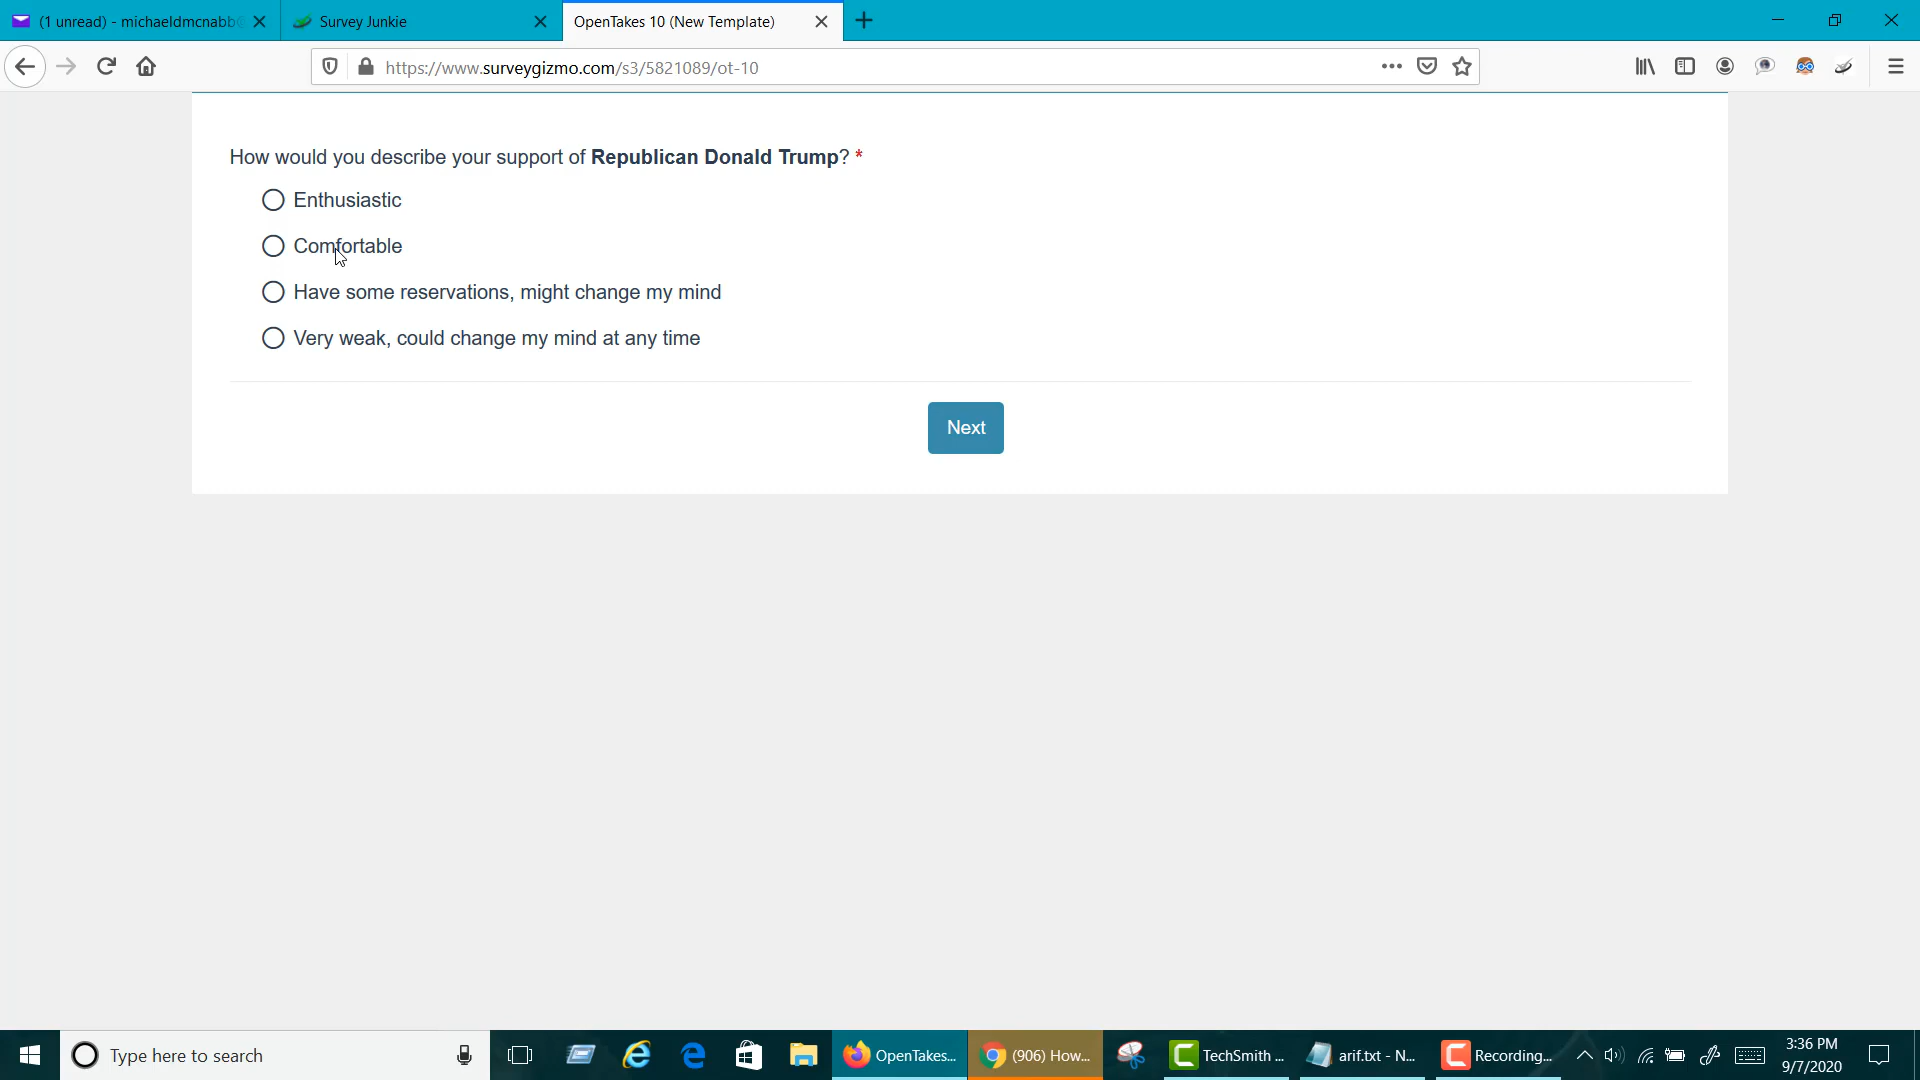 (1 unread) - michaeldmcnabb
Survey Junkie
OpenTakes 10 (New Template)
https://www.surveygizmo.com/s3/5821089/ot-10
How would you describe your support of Republican Donald Trump? *
Enthusiastic
Comfortable
Have some reservations, might change my mind
Very weak, could change my mind at any time
Next
Type here to search
OpenTakes...
(906) How...
TechSmith ...
arif.txt - N...
Recording...
3:36 PM
9/7/2020